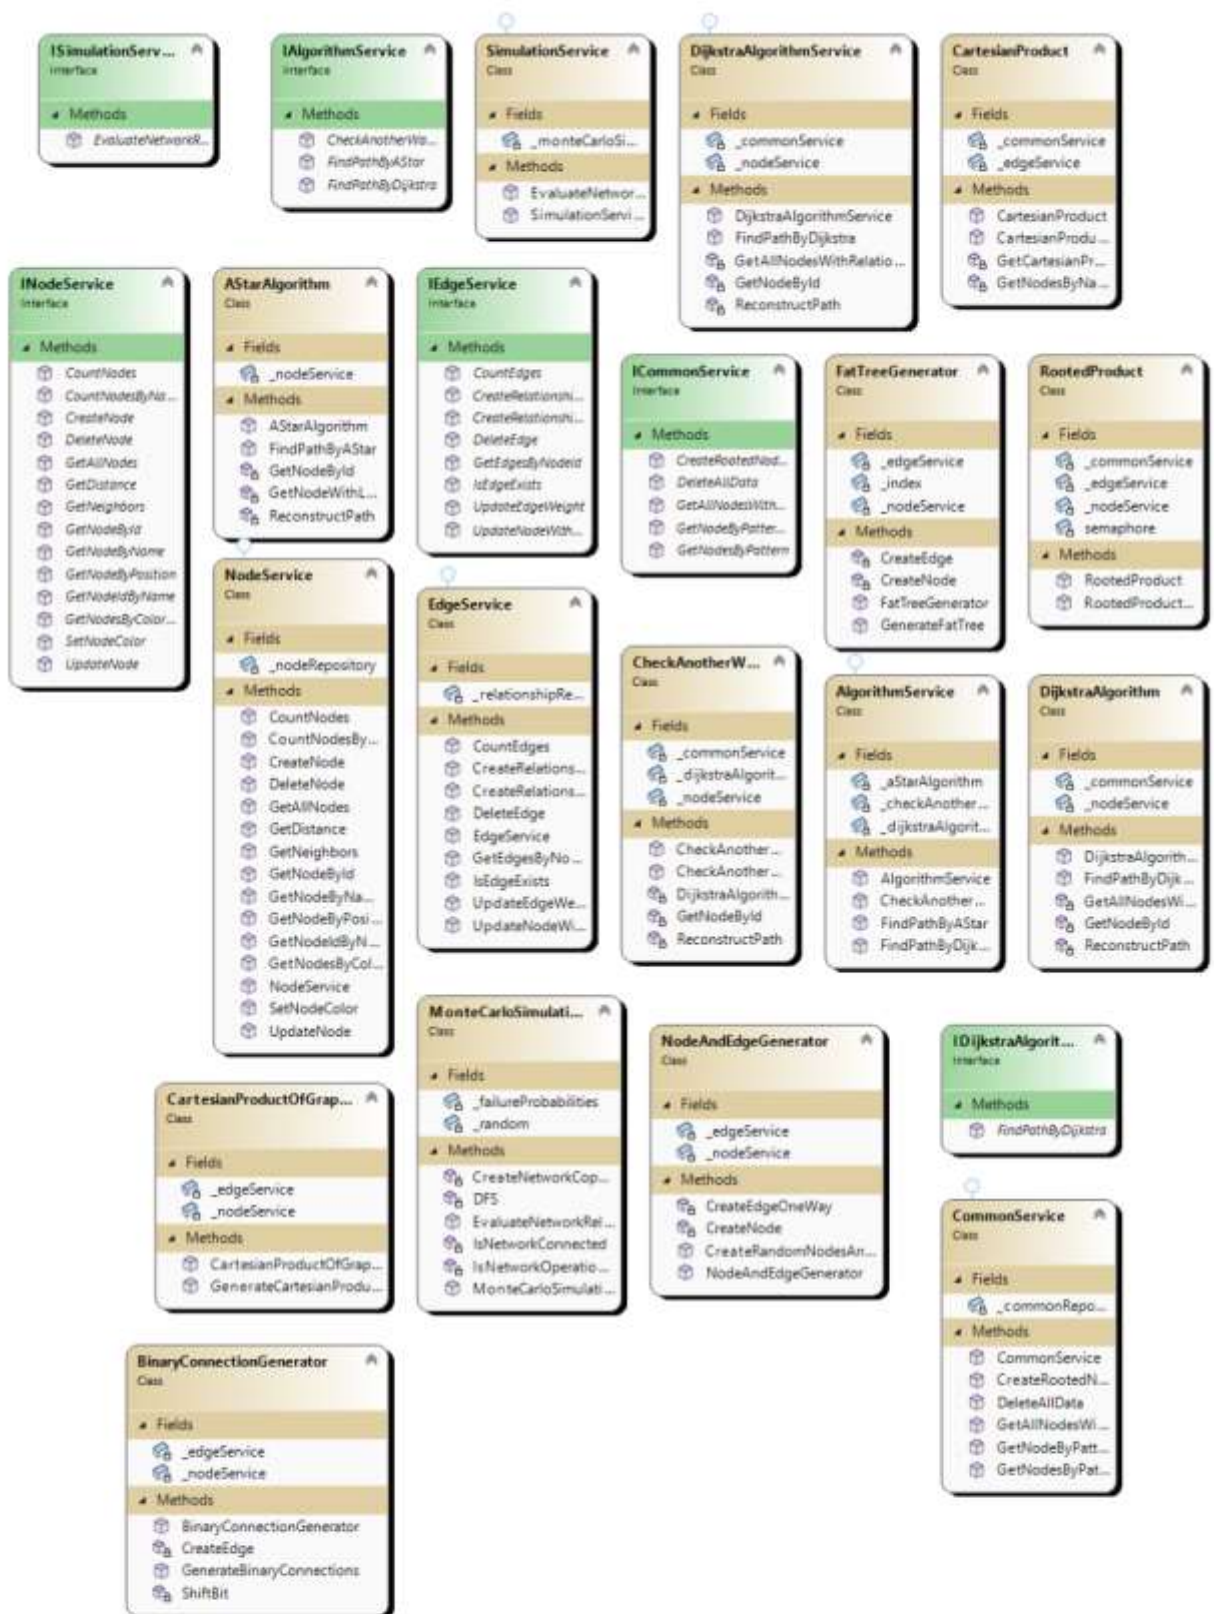 ISimulationServ...
Interface
Methods
EvaluateNetworkR...
IAlgorithmService
Interface
Methods
CheckAnotherWa...
FindPathByAStar
FindPathByDijkstra
SimulationService
Class
Fields
_monteCarloSi...
Methods
EvaluateNetwor...
SimulationServi...
DijkstraAlgorithmService
Class
Fields
_commonService
_nodeService
Methods
DijkstraAlgorithmService
FindPathByDijkstra
GetAllNodesWithRelatio...
GetNodeById
ReconstructPath
CartesianProduct
Class
Fields
_commonService
_edgeService
Methods
CartesianProduct
CartesianProdu...
GetCartesianPr...
GetNodesByNa...
INodeService
Interface
Methods
CountNodes
CountNodesByNa...
CreateNode
DeleteNode
GetAllNodes
GetDistance
GetNeighbors
GetNodeById
GetNodeByName
GetNodeByPosition
GetNodeIdByName
GetNodesByColor...
SetNodeColor
UpdateNode
AStarAlgorithm
Class
Fields
_nodeService
Methods
AStarAlgorithm
FindPathByAStar
GetNodeById
GetNodeWithL...
ReconstructPath
IEdgeService
Interface
Methods
CountEdges
CreateRelationshi...
CreateRelationshi...
DeleteEdge
GetEdgesByNodeId
IsEdgeExists
UpdateEdgeWeight
UpdateNodeWith...
ICommonService
Interface
Methods
CreateRootedNod...
DeleteAllData
GetAllNodesWith...
GetNodeByPatter...
GetNodesByPattern
FatTreeGenerator
Class
Fields
_edgeService
_index
_nodeService
Methods
CreateEdge
CreateNode
FatTreeGenerator
GenerateFatTree
RootedProduct
Class
Fields
_commonService
_edgeService
_nodeService
semaphore
Methods
RootedProduct
RootedProduct...
NodeService
Class
Fields
_nodeRepository
Methods
CountNodes
CountNodesBy...
CreateNode
DeleteNode
GetAllNodes
GetDistance
GetNeighbors
GetNodeById
GetNodeByNa...
GetNodeByPosi...
GetNodeIdByN...
GetNodesByCol...
NodeService
SetNodeColor
UpdateNode
EdgeService
Class
Fields
_relationshipRe...
Methods
CountEdges
CreateRelations...
CreateRelations...
DeleteEdge
EdgeService
GetEdgesByNo...
IsEdgeExists
UpdateEdgeWe...
UpdateNodeWi...
CheckAnotherW...
Class
Fields
_commonService
_dijkstraAlgorit...
_nodeService
Methods
CheckAnother...
CheckAnother...
DijkstraAlgorith...
GetNodeById
ReconstructPath
AlgorithmService
Class
Fields
_aStarAlgorithm
_checkAnother...
_dijkstraAlgorit...
Methods
AlgorithmService
CheckAnother...
FindPathByAStar
FindPathByDijk...
DijkstraAlgorithm
Class
Fields
_commonService
_nodeService
Methods
DijkstraAlgorith...
FindPathByDijk...
GetAllNodesWi...
GetNodeById
ReconstructPath
MonteCarloSimulati...
Class
Fields
_failureProbabilities
_random
Methods
CreateNetworkCop...
DFS
EvaluateNetworkRel...
IsNetworkConnected
IsNetworkOperatio...
MonteCarloSimulati...
NodeAndEdgeGenerator
Class
Fields
_edgeService
_nodeService
Methods
CreateEdgeOneWay
CreateNode
CreateRandomNodesAn...
NodeAndEdgeGenerator
IDijkstraAlgorit...
Interface
Methods
FindPathByDijkstra
CartesianProductOfGrap...
Class
Fields
_edgeService
_nodeService
Methods
CartesianProductOfGrap...
GenerateCartesianProdu...
CommonService
Class
Fields
_commonRepo...
Methods
CommonService
CreateRootedN...
DeleteAllData
GetAllNodesWi...
GetNodeByPatt...
GetNodesByPat...
BinaryConnectionGenerator
Class
Fields
_edgeService
_nodeService
Methods
BinaryConnectionGenerator
CreateEdge
GenerateBinaryConnections
ShiftBit